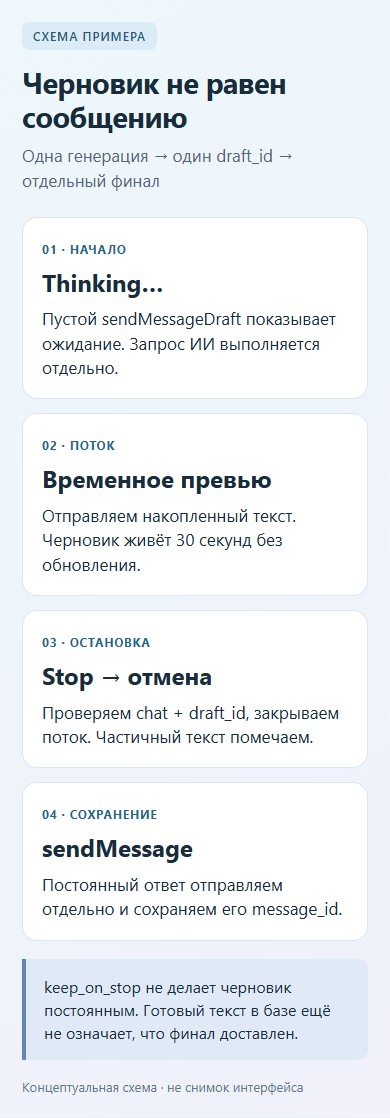 СХЕМА ПРИМЕРА
Черновик не равен
сообщению
Одна генерация → один draft_id →
отдельный финал
01 · НАЧАЛО
Thinking…
Пустой sendMessageDraft показывает
ожидание. Запрос ИИ выполняется
отдельно.
02 · ПОТОК
Временное превью
Отправляем накопленный текст.
Черновик живёт 30 секунд без
обновления.
03 · ОСТАНОВКА
Stop → отмена
Проверяем chat + draft_id, закрываем
поток. Частичный текст помечаем.
04 · СОХРАНЕНИЕ
sendMessage
Постоянный ответ отправляем
отдельно и сохраняем его message_id.
keep_on_stop не делает черновик
постоянным. Готовый текст в базе ещё
не означает, что финал доставлен.
Концептуальная схема · не снимок интерфейса